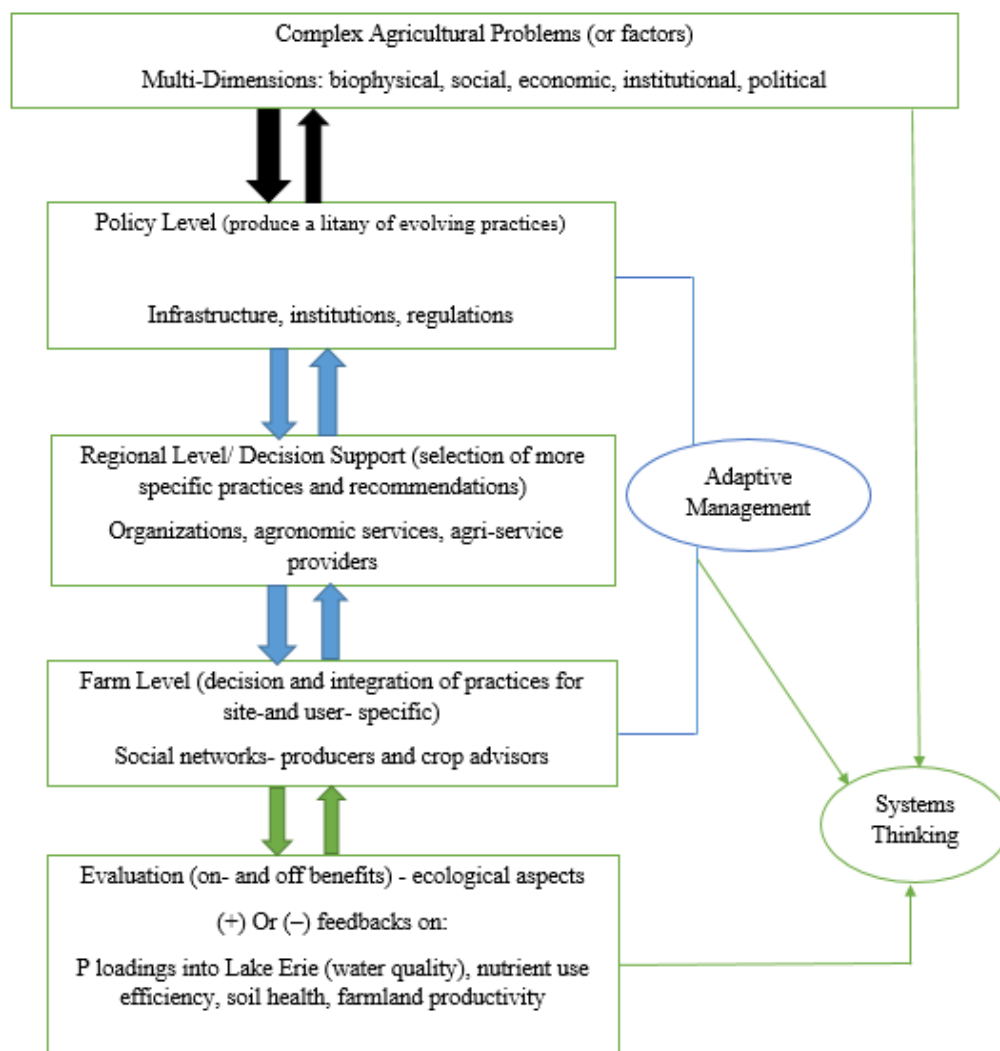 Complex Agricultural Problems (or factors)
Multi-Dimensions: biophysical, social, economic, institutional, political
Policy Level (produce a litany of evolving practices)
Infrastructure, institutions, regulations
Regional Level/ Decision Support (selection of more
specific practices and recommendations)
Organizations, agronomic services, agri-service
providers
Adaptive
Management
Farm Level (decision and integration of practices for
site-and user- specific)
Social networks- producers and crop advisors
Systems
Thinking
Evaluation (on- and off benefits) - ecological aspects
(+) Or (–) feedbacks on:
P loadings into Lake Erie (water quality), nutrient use
efficiency, soil health, farmland productivity